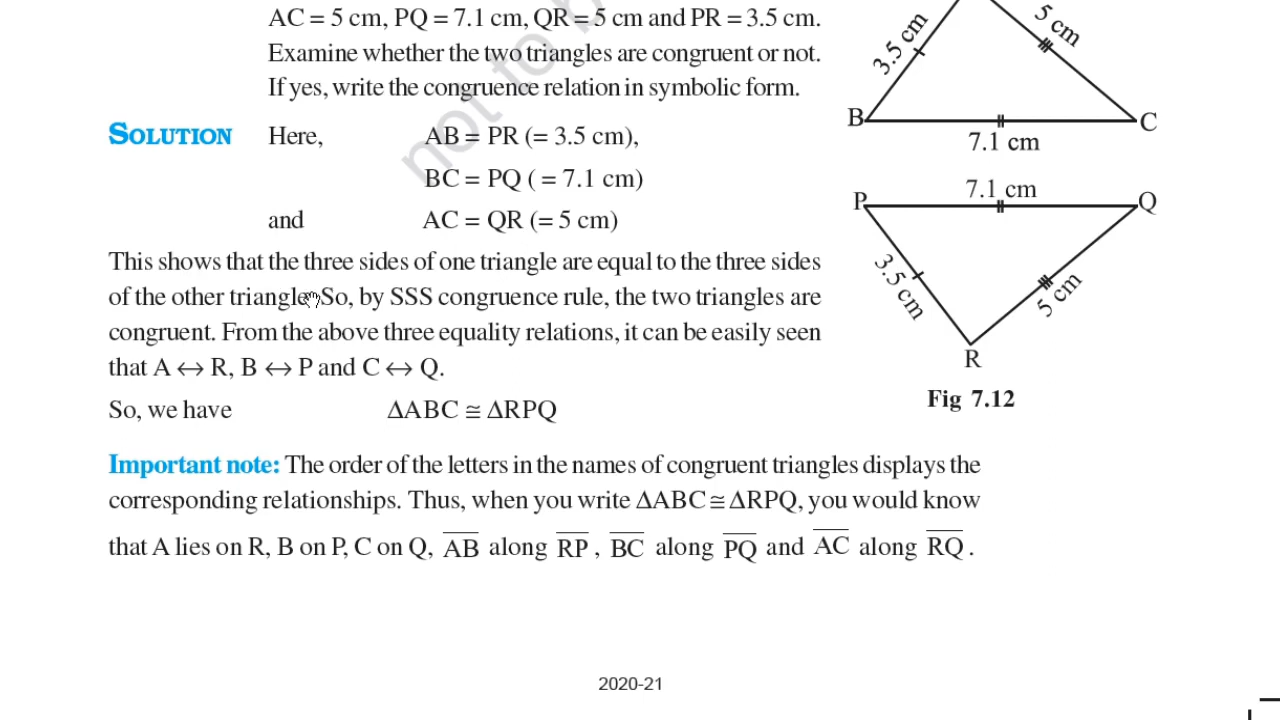 AC = 5 cm, PQ = 7.1 cm, QR = 5 cm and PR = 3.5 cm.
Examine whether the two triangles are congruent or not.
If yes, write the congruence relation in symbolic form.
SOLUTION Here, AB = PR (= 3.5 cm),
BC = PQ ( = 7.1 cm)
and AC = QR (= 5 cm)
This shows that the three sides of one triangle are equal to the three sides
of the other triangle. So, by SSS congruence rule, the two triangles are
congruent. From the above three equality relations, it can be easily seen
that A ↔ R, B ↔ P and C ↔ Q.
So, we have ΔABC ≅ ΔRPQ
3.5 cm
5 cm
B
C
7.1 cm
7.1 cm
P
Q
3.5 cm
5 cm
R
Fig 7.12
Important note: The order of the letters in the names of congruent triangles displays the
corresponding relationships. Thus, when you write ΔABC ≅ ΔRPQ, you would know
that A lies on R, B on P, C on Q, A̅B̅ along R̅P̅, B̅C̅ along P̅Q̅ and A̅C̅ along R̅Q̅.
not to b
2020-21